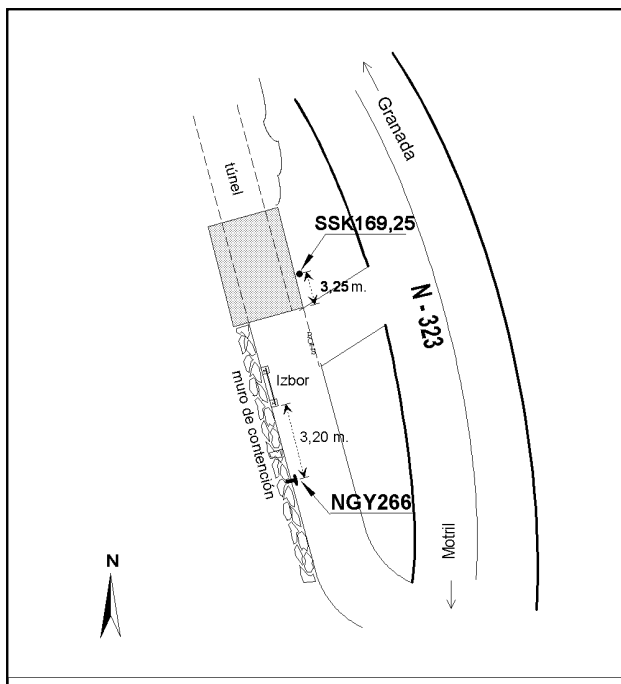 Granada
túnel
SSK169,25
3,25 m.
N - 323
Izbor
muro de contención
3,20 m.
NGY266
Motril
N